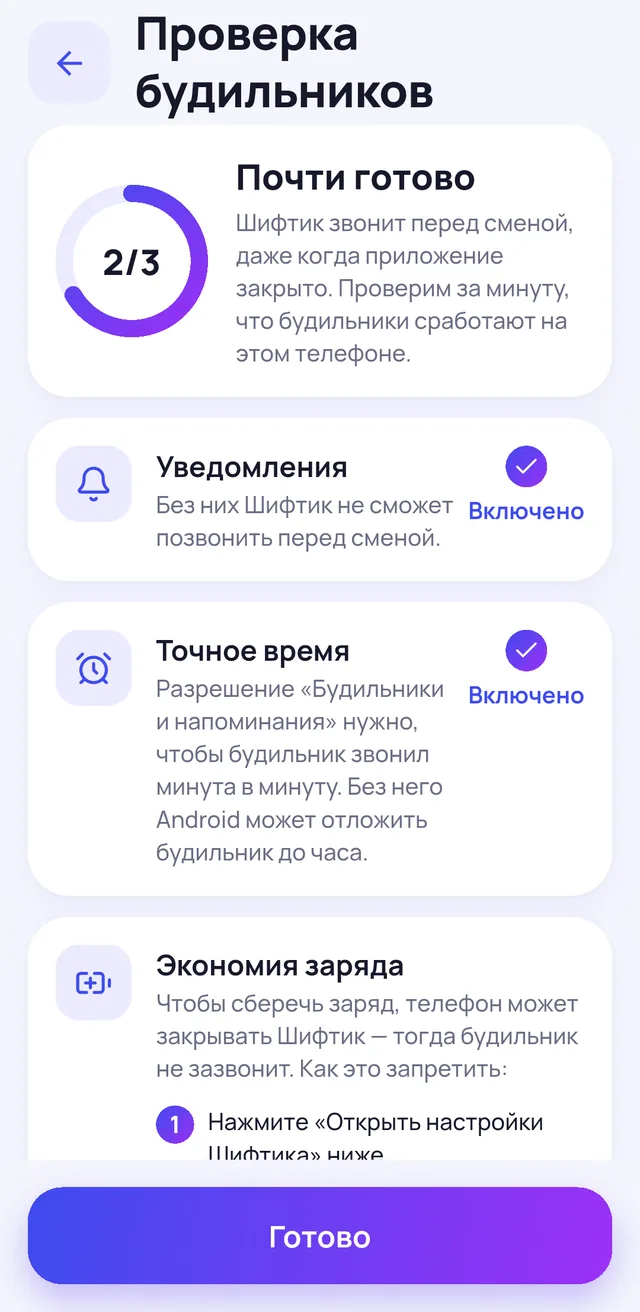 Проверка
будильников
2/3
Почти готово
Шифтик звонит перед сменой,
даже когда приложение
закрыто. Проверим за минуту,
что будильники сработают на
этом телефоне.
Уведомления
Без них Шифтик не сможет
позвонить перед сменой.
Включено
Точное время
Разрешение «Будильники
и напоминания» нужно,
чтобы будильник звонил
минута в минуту. Без него
Android может отложить
будильник до часа.
Включено
Экономия заряда
Чтобы сберечь заряд, телефон может
закрывать Шифтик — тогда будильник
не зазвонит. Как это запретить:
1 Нажмите «Открыть настройки
Шифтика» ниже
Готово